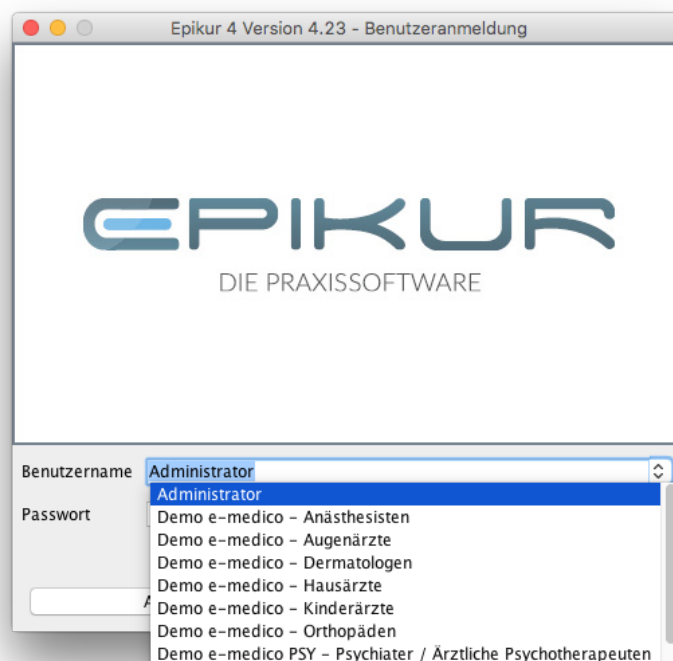 Epikur 4 Version 4.23 - Benutzeranmeldung
EPIKUR
DIE PRAXISSOFTWARE
Benutzername Administrator
Administrator
Passwort
Demo e-medico – Anästhesisten
Demo e-medico – Augenärzte
Demo e-medico – Dermatologen
Demo e-medico – Hausärzte
Demo e-medico – Kinderärzte
Demo e-medico – Orthopäden
Demo e-medico PSY – Psychiater / Ärztliche Psychotherapeuten